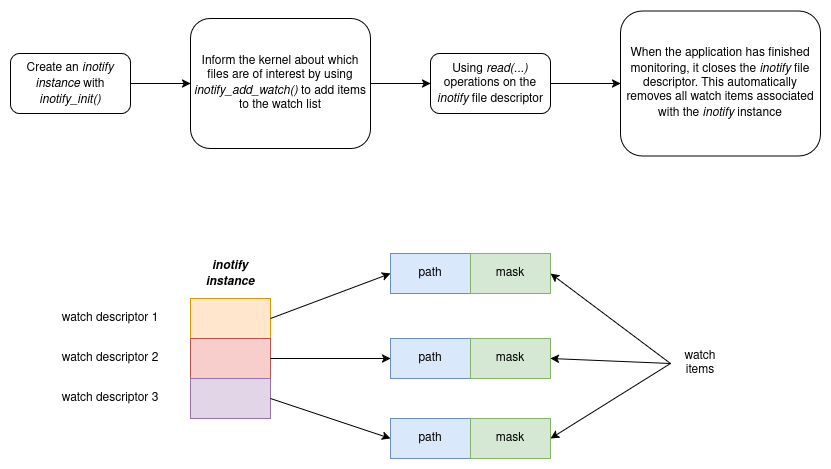 Create an inotify
instance with
inotify_init()
Inform the kernel about which
files are of interest by using
inotify_add_watch() to add items
to the watch list
Using read(...)
operations on the
inotify file descriptor
When the application has finished
monitoring, it closes the inotify file
descriptor. This automatically
removes all watch items associated
with the inotify instance
inotify
instance
watch descriptor 1
watch descriptor 2
watch descriptor 3
path
mask
path
mask
path
mask
watch
items